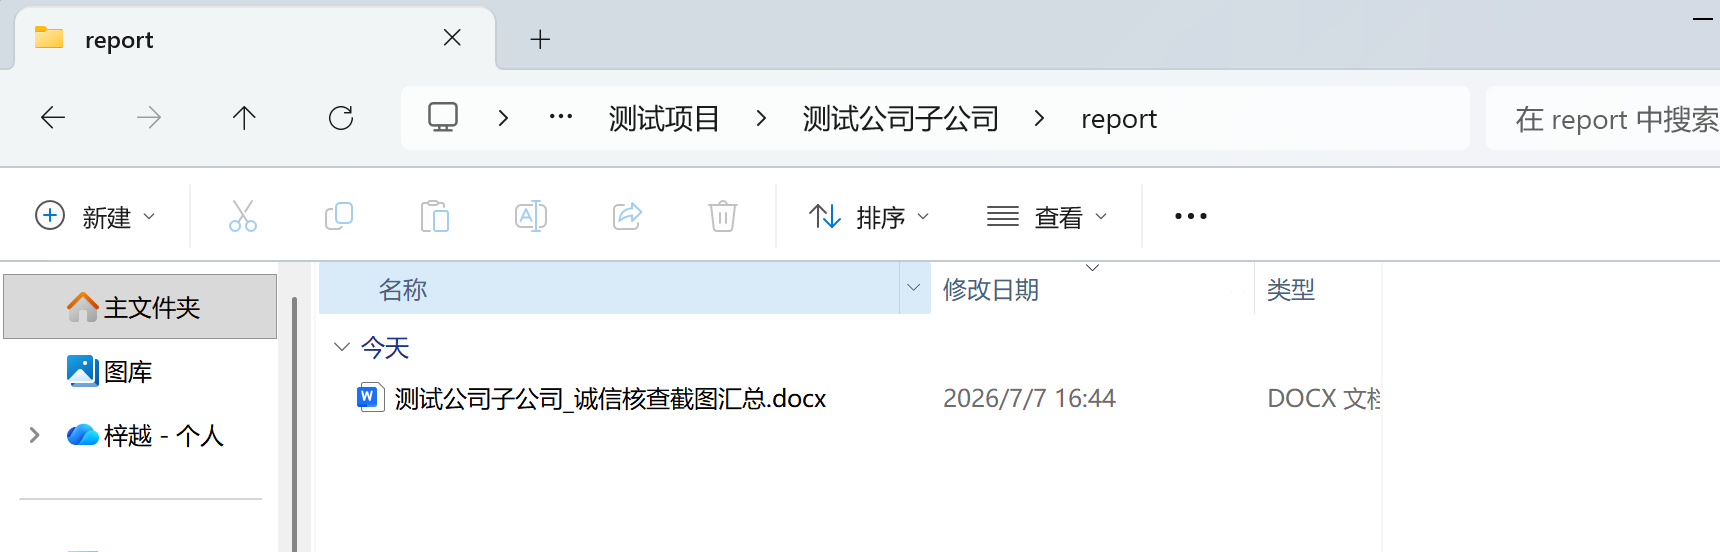 report
测试项目 测试公司子公司 report
在 report 中搜索
新建 排序 查看
主文件夹
图库
梓越 - 个人
名称 修改日期 类型
今天
测试公司子公司_诚信核查截图汇总.docx 2026/7/7 16:44 DOCX 文档